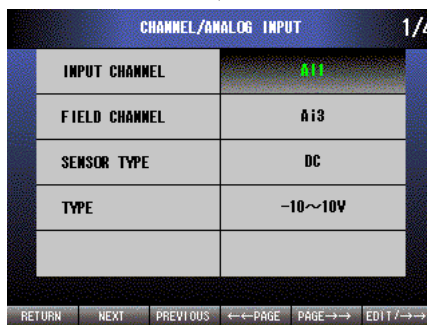 CHANNEL/ANALOG INPUT 1/4
INPUT CHANNEL Ai1
FIELD CHANNEL Ai3
SENSOR TYPE DC
TYPE -10～10V
RETURN NEXT PREVIOUS ←←PAGE PAGE→→ EDIT/→→